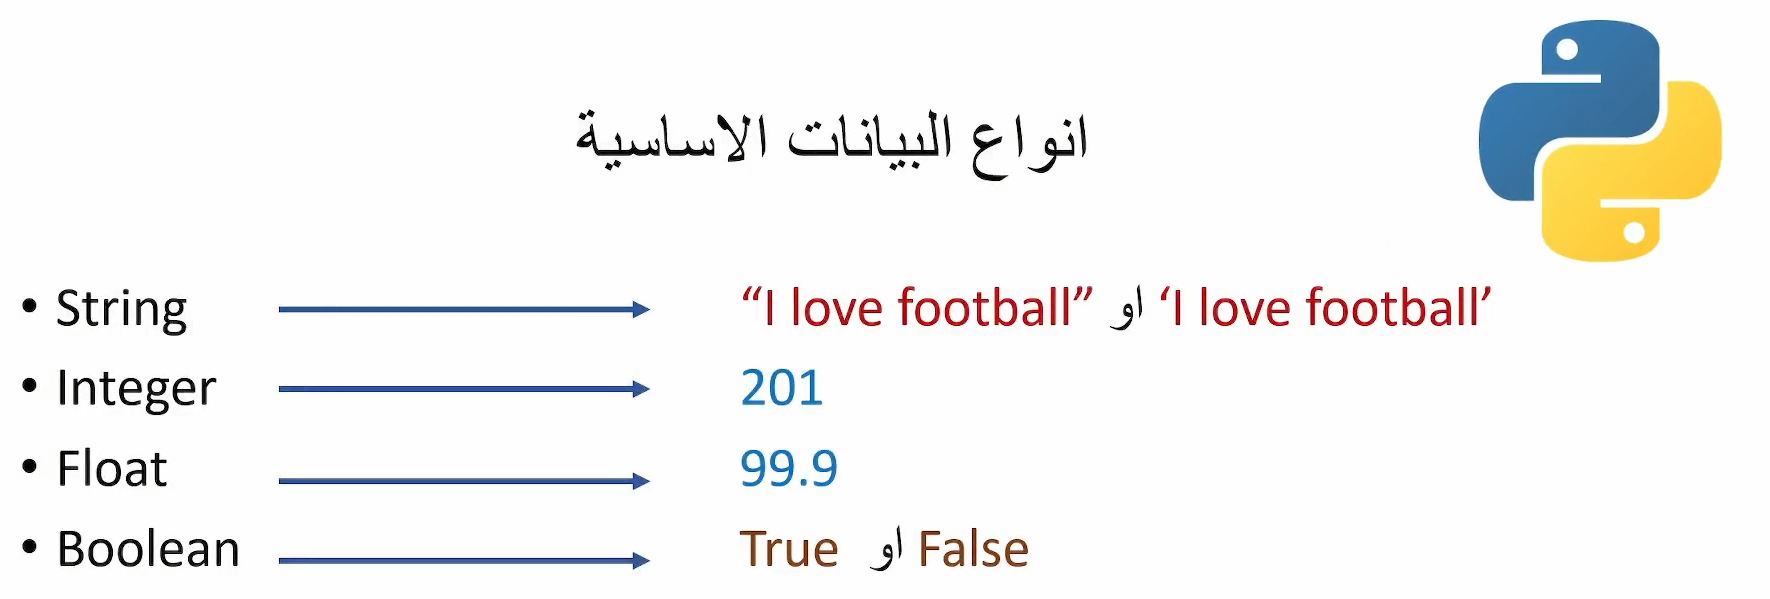 انواع البيانات الاساسية
• String “I love football” او ‘I love football’
• Integer 201
• Float 99.9
• Boolean True او False